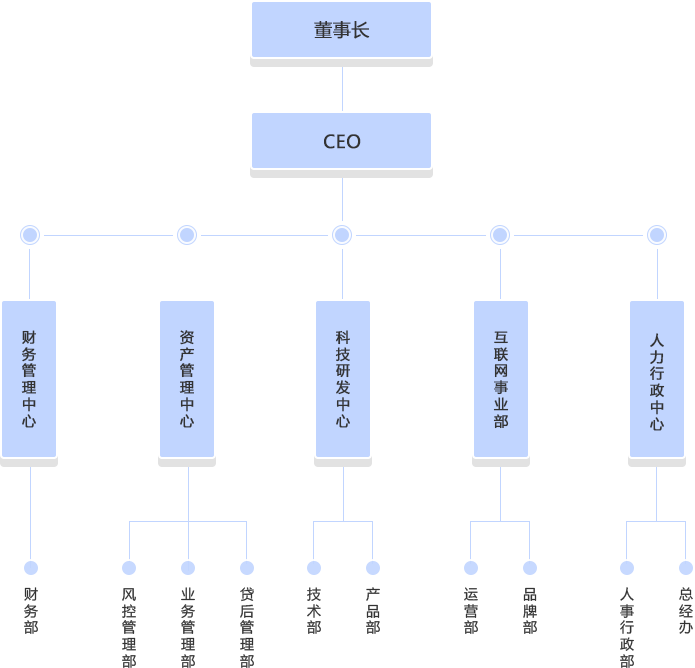 董事长
CEO
财务管理中心
资产管理中心
科技研发中心
互联网事业部
人力行政中心
财务部
风控管理部
业务管理部
贷后管理部
技术部
产品部
运营部
品牌部
人事行政部
总经办